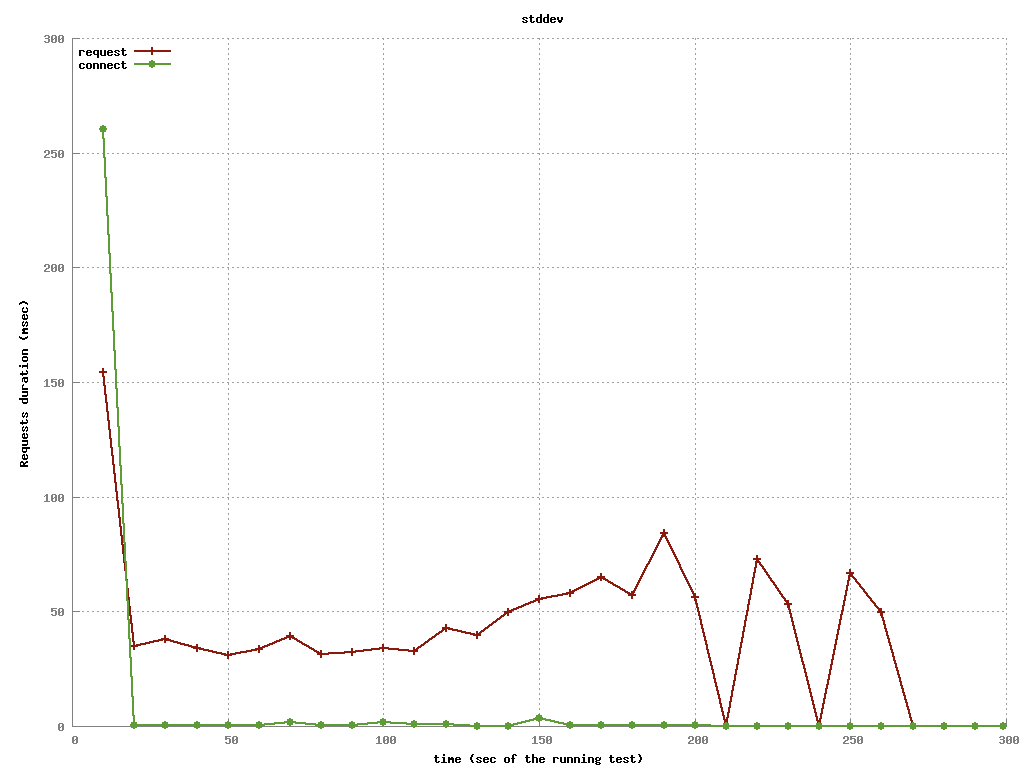 stddev
300
request
connect
250
200
150
100
50
0
Requests duration (msec)
0 50 100 150 200 250 300
time (sec of the running test)